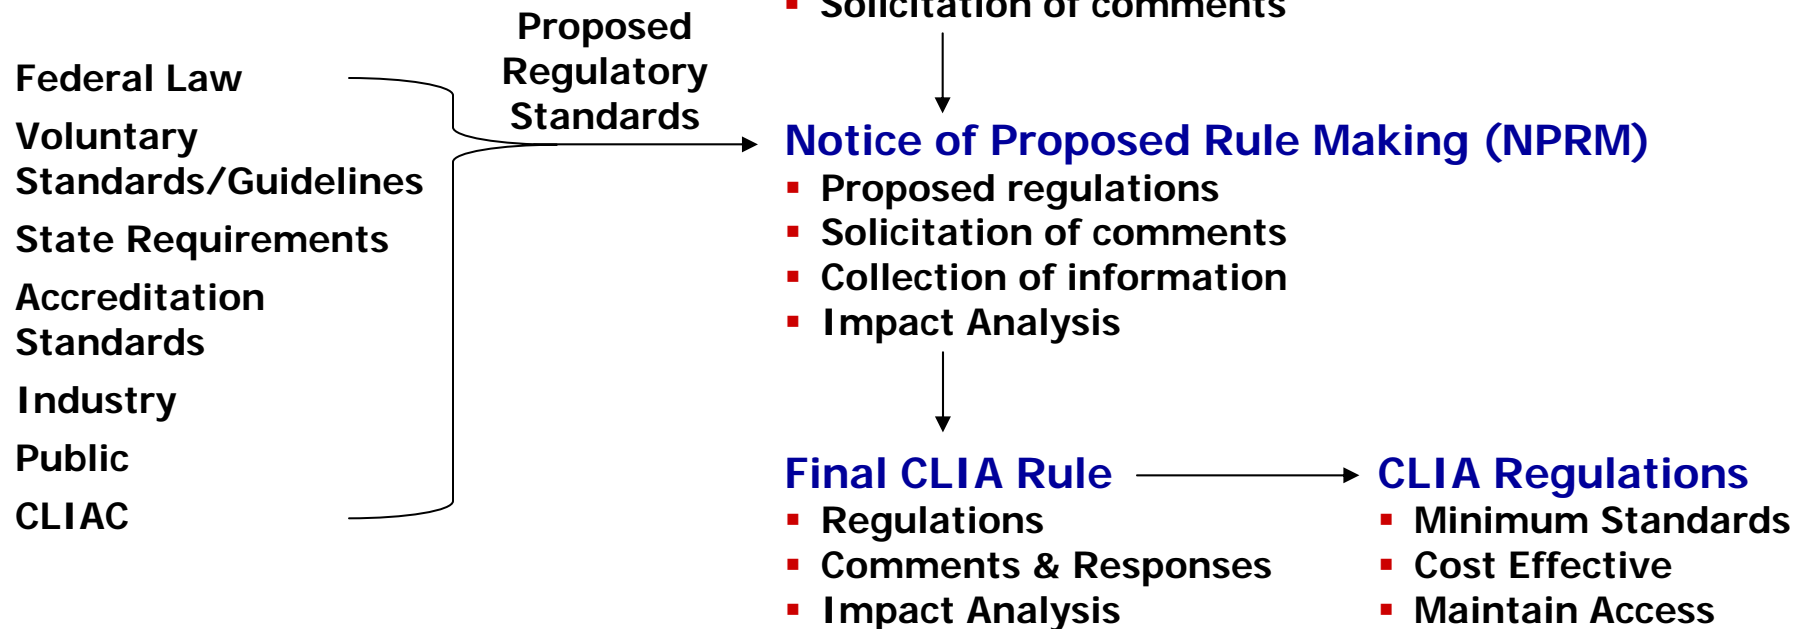 Solicitation of comments
Proposed
Regulatory
Standards
Federal Law
Voluntary
Standards/Guidelines
State Requirements
Accreditation
Standards
Industry
Public
CLIAC
Notice of Proposed Rule Making (NPRM)
Proposed regulations
Solicitation of comments
Collection of information
Impact Analysis
Final CLIA Rule
Regulations
Comments & Responses
Impact Analysis
CLIA Regulations
Minimum Standards
Cost Effective
Maintain Access